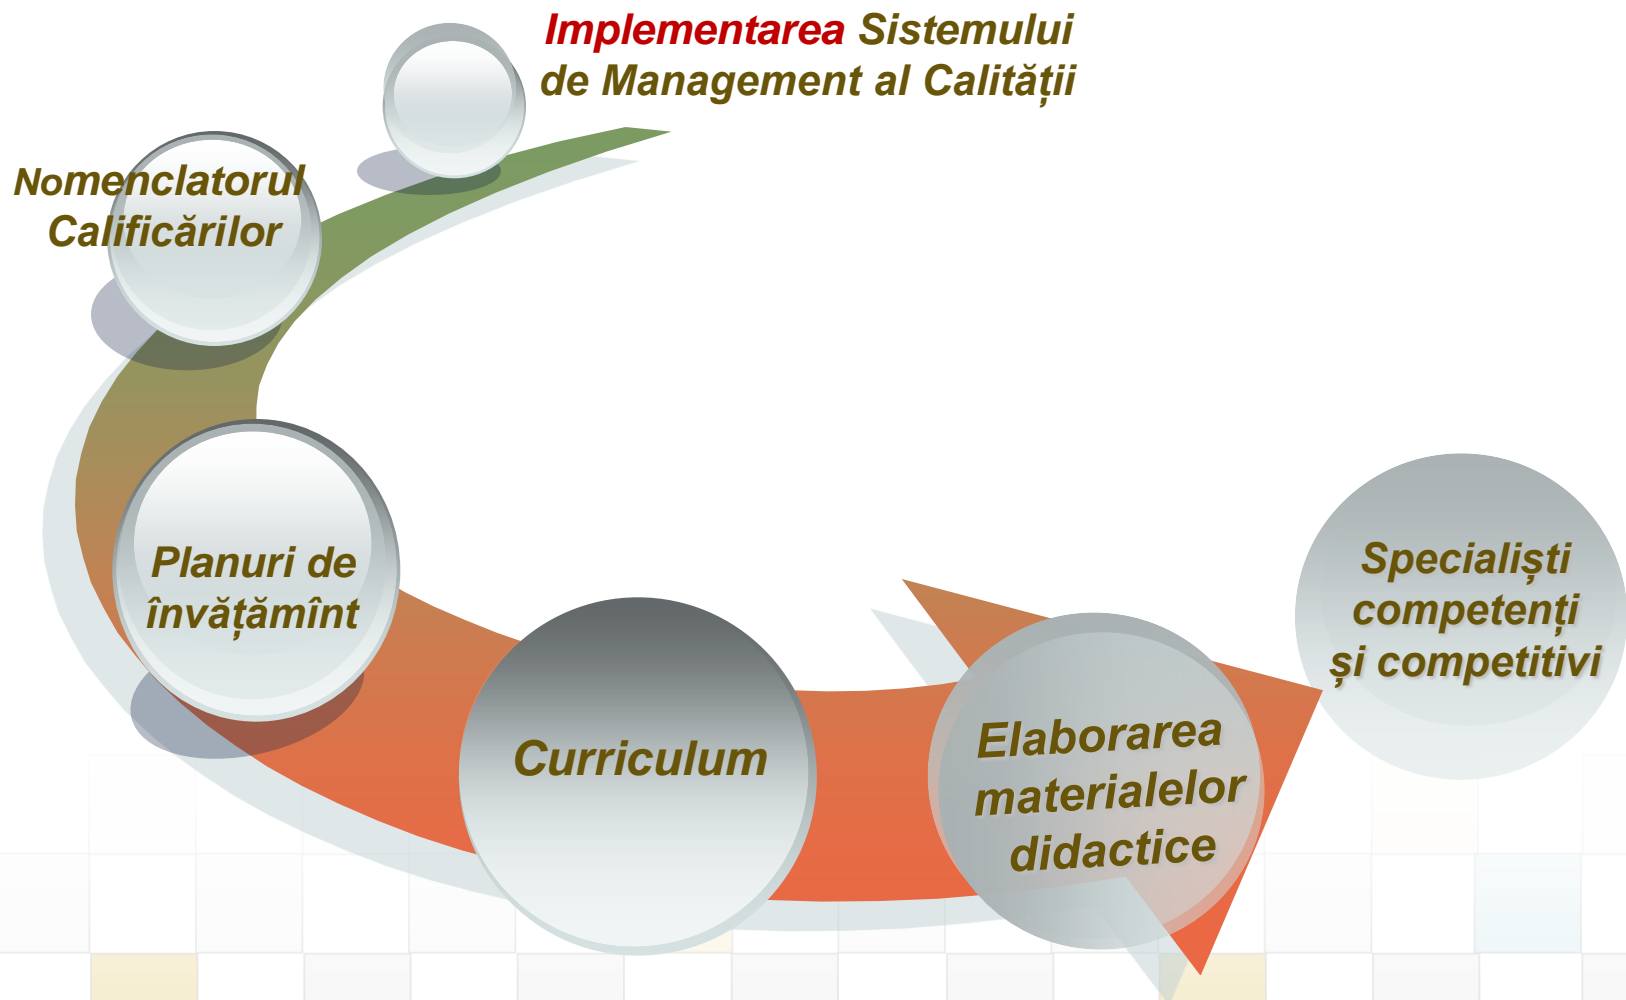 Implementarea Sistemului
de Management al Calității
Nomenclatorul
Calificărilor
Planuri de
învățămînt
Curriculum
Elaborarea
materialelor
didactice
Specialiști
competenți
și competitivi